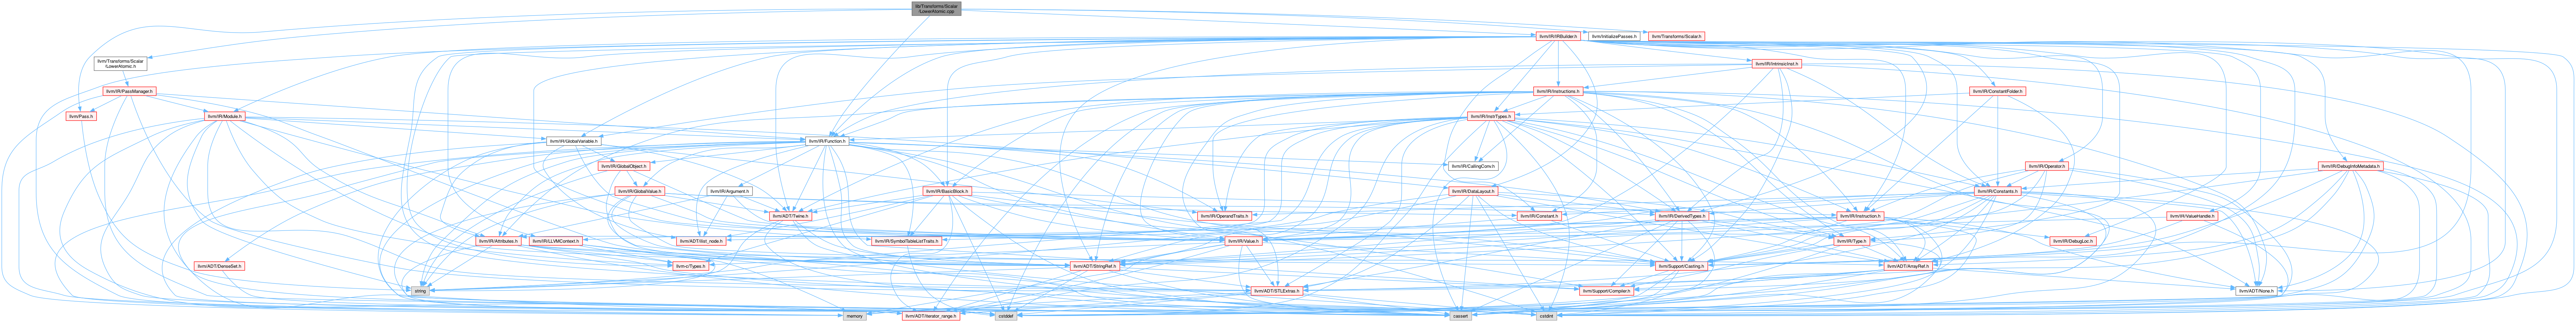 lib/Transforms/Scalar
/LowerAtomic.cpp
llvm/IR/IRBuilder.h
llvm/InitializePasses.h
llvm/Transforms/Scalar.h
llvm/Transforms/Scalar
/LowerAtomic.h
llvm/IR/IntrinsicInst.h
llvm/IR/PassManager.h
llvm/IR/Instructions.h
llvm/IR/ConstantFolder.h
llvm/Pass.h
llvm/IR/Module.h
llvm/IR/InstrTypes.h
llvm/IR/GlobalVariable.h
llvm/IR/Function.h
llvm/IR/GlobalObject.h
llvm/IR/CallingConv.h
llvm/IR/Operator.h
llvm/IR/DebugInfoMetadata.h
llvm/IR/GlobalValue.h
llvm/IR/Argument.h
llvm/IR/BasicBlock.h
llvm/IR/DataLayout.h
llvm/IR/Constants.h
llvm/ADT/Twine.h
llvm/IR/OperandTraits.h
llvm/IR/Constant.h
llvm/IR/DerivedTypes.h
llvm/IR/Instruction.h
llvm/IR/ValueHandle.h
llvm/IR/Attributes.h
llvm/IR/LLVMContext.h
llvm/ADT/ilist_node.h
llvm/IR/SymbolTableListTraits.h
llvm/IR/Value.h
llvm/IR/Type.h
llvm/IR/DebugLoc.h
llvm/ADT/DenseSet.h
llvm-c/Types.h
llvm/ADT/StringRef.h
llvm/Support/Casting.h
llvm/ADT/ArrayRef.h
string
llvm/ADT/STLExtras.h
llvm/Support/Compiler.h
llvm/ADT/None.h
memory
llvm/ADT/iterator_range.h
cstddef
cassert
cstdint